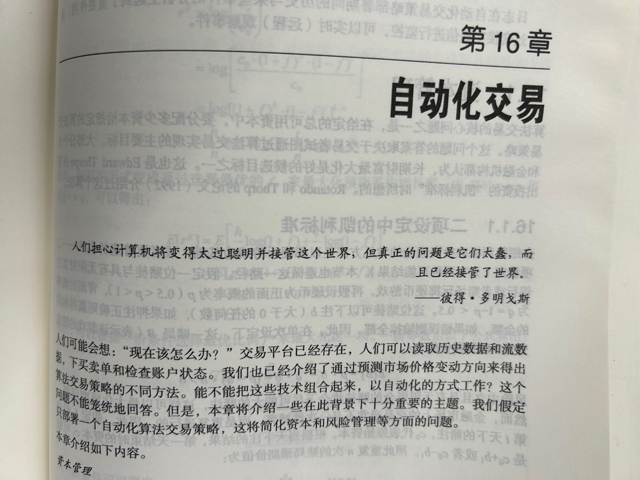 第16章
自动化交易
人们担心计算机将变得太过聪明并接管这个世界，但真正的问题是它们太蠢，而
且已经接管了世界。
——彼得·多明戈斯
人们可能会想：“现在该怎么办？”交易平台已经存在，人们可以读取历史数据和流数
据，下买卖单和检查账户状态。我们也已经介绍了通过预测市场价格变动方向来得出
算法交易策略的不同方法。能不能把这些技术组合起来，以自动化的方式工作？这个
问题不能笼统地回答。但是，本章将介绍一些在此背景下十分重要的主题。我们假定
只部署一个自动化算法交易策略，这将简化资本和风险管理等方面的问题。
本章介绍如下内容。
资本管理